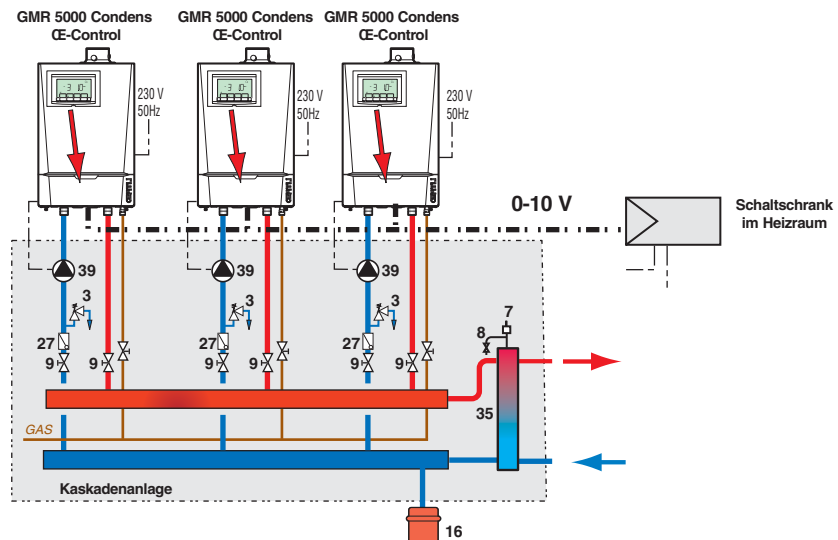 GMR 5000 Condens
Œ-Control
GMR 5000 Condens
Œ-Control
GMR 5000 Condens
Œ-Control
230 V
50Hz
230 V
50Hz
230 V
50Hz
0-10 V
Schaltschrank
im Heizraum
39
39
39
3
3
3
7
8
27
27
27
9
9
9
9
9
9
35
GAS
Kaskadenanlage
16